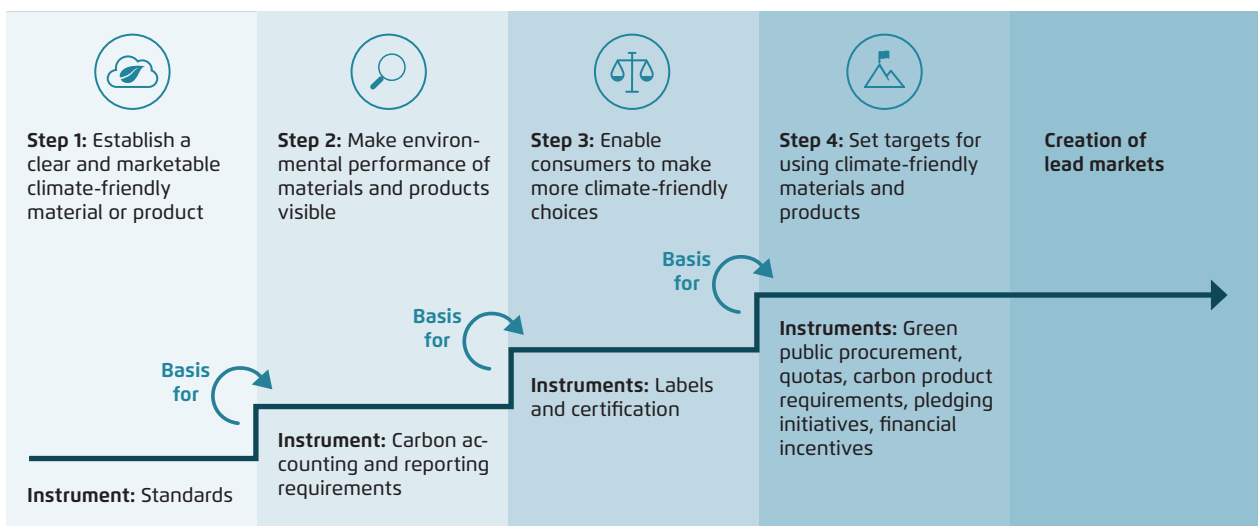 Step 1: Establish a
clear and marketable
climate-friendly
material or product
Step 2: Make environ-
mental performance of
materials and products
visible
Step 3: Enable
consumers to make
more climate-friendly
choices
Step 4: Set targets for
using climate-friendly
materials and
products
Creation of
lead markets
Basis
for
Basis
for
Basis
for
Instrument: Standards
Instrument: Carbon ac-
counting and reporting
requirements
Instruments: Labels
and certification
Instruments: Green
public procurement,
quotas, carbon product
requirements, pledging
initiatives, financial
incentives